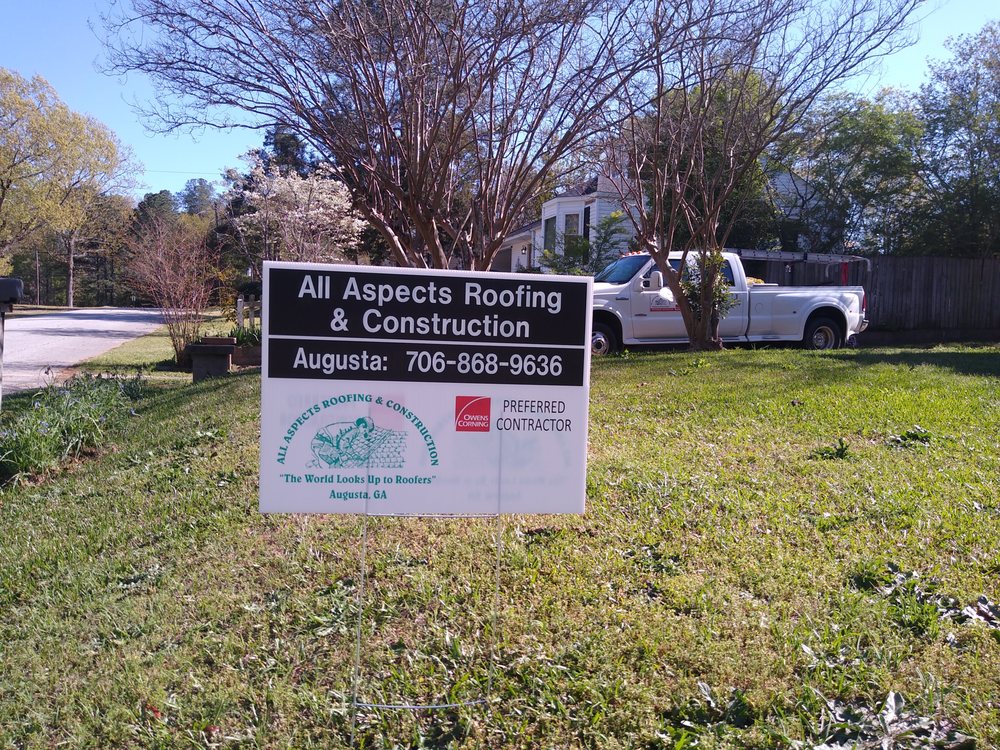 All Aspects Roofing
& Construction
Augusta: 706-868-9636
ALL ASPECTS ROOFING & CONSTRUCTION
"The World Looks Up to Roofers"
Augusta, GA
OWENS
CORNING
PREFERRED
CONTRACTOR